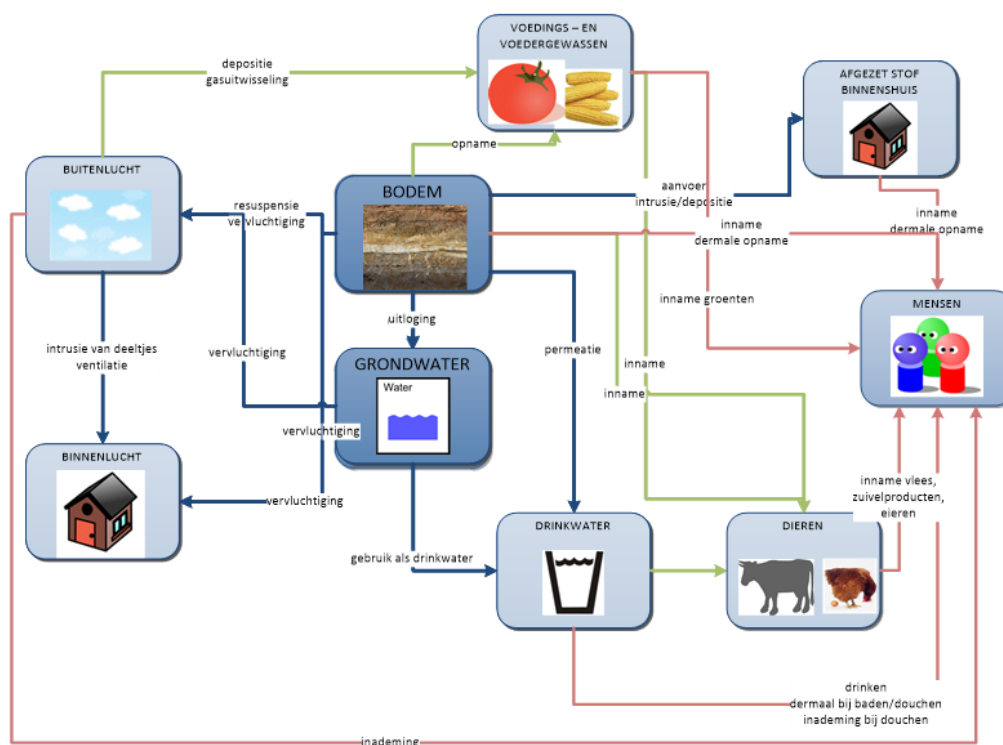 VOEDINGS – EN
VOEDERGEWASSEN
depositie
gasuitwisseling
AFGEZET STOF
BINNENSHUIS
opname
BUITENLUCHT
BODEM
aanvoer
intrusie/depositie
resuspensie
vervluchtiging
inname
dermale opname
inname
dermale opname
inname groenten
MENSEN
uitloging
intrusie van deeltjes
ventilatie
vervluchtiging
permeatie
GRONDWATER
Water
inname
inname
vervluchtiging
BINNENLUCHT
vervluchtiging
inname vlees,
zuivelproducten,
eieren
DRINKWATER
DIEREN
gebruik als drinkwater
drinken
dermaal bij baden/douchen
inademing bij douchen
inademing